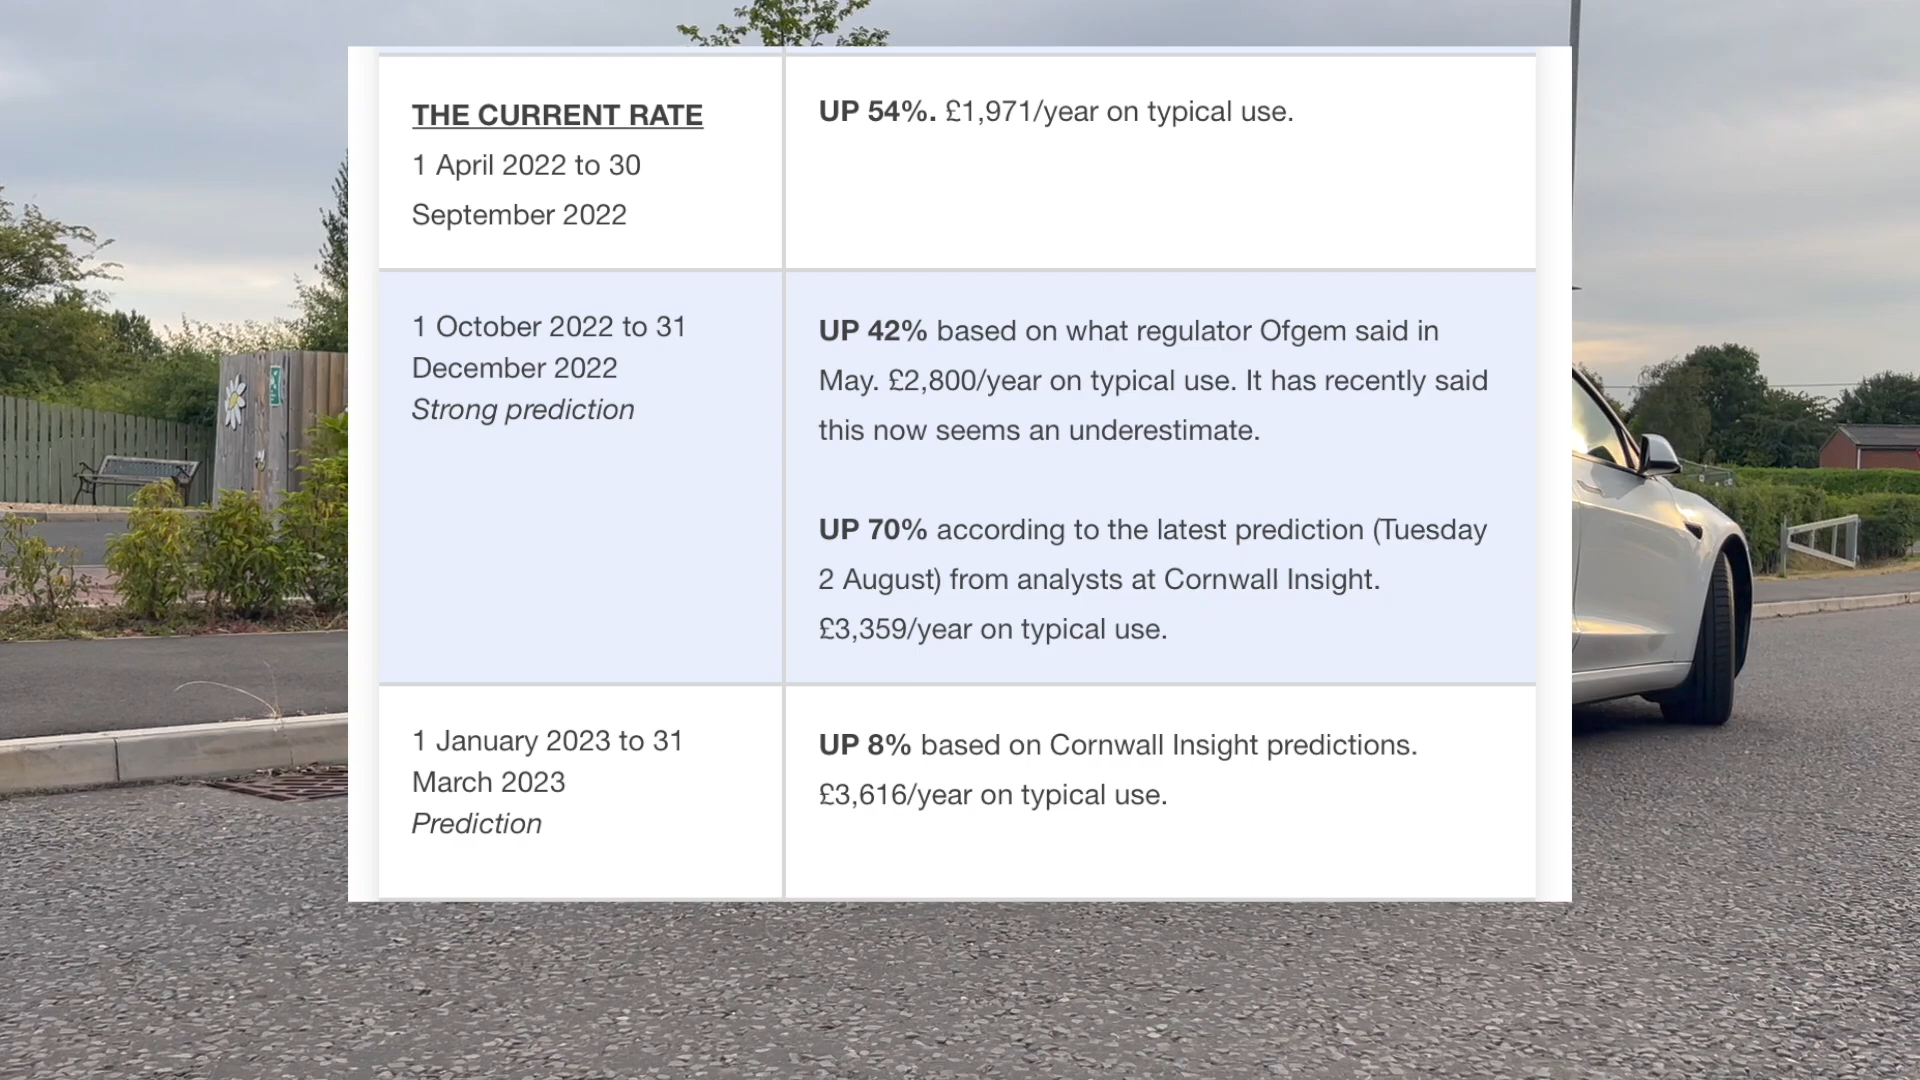 THE CURRENT RATE
1 April 2022 to 30
September 2022
UP 54%. £1,971/year on typical use.
1 October 2022 to 31
December 2022
Strong prediction
UP 42% based on what regulator Ofgem said in
May. £2,800/year on typical use. It has recently said
this now seems an underestimate.
UP 70% according to the latest prediction (Tuesday
2 August) from analysts at Cornwall Insight.
£3,359/year on typical use.
1 January 2023 to 31
March 2023
Prediction
UP 8% based on Cornwall Insight predictions.
£3,616/year on typical use.